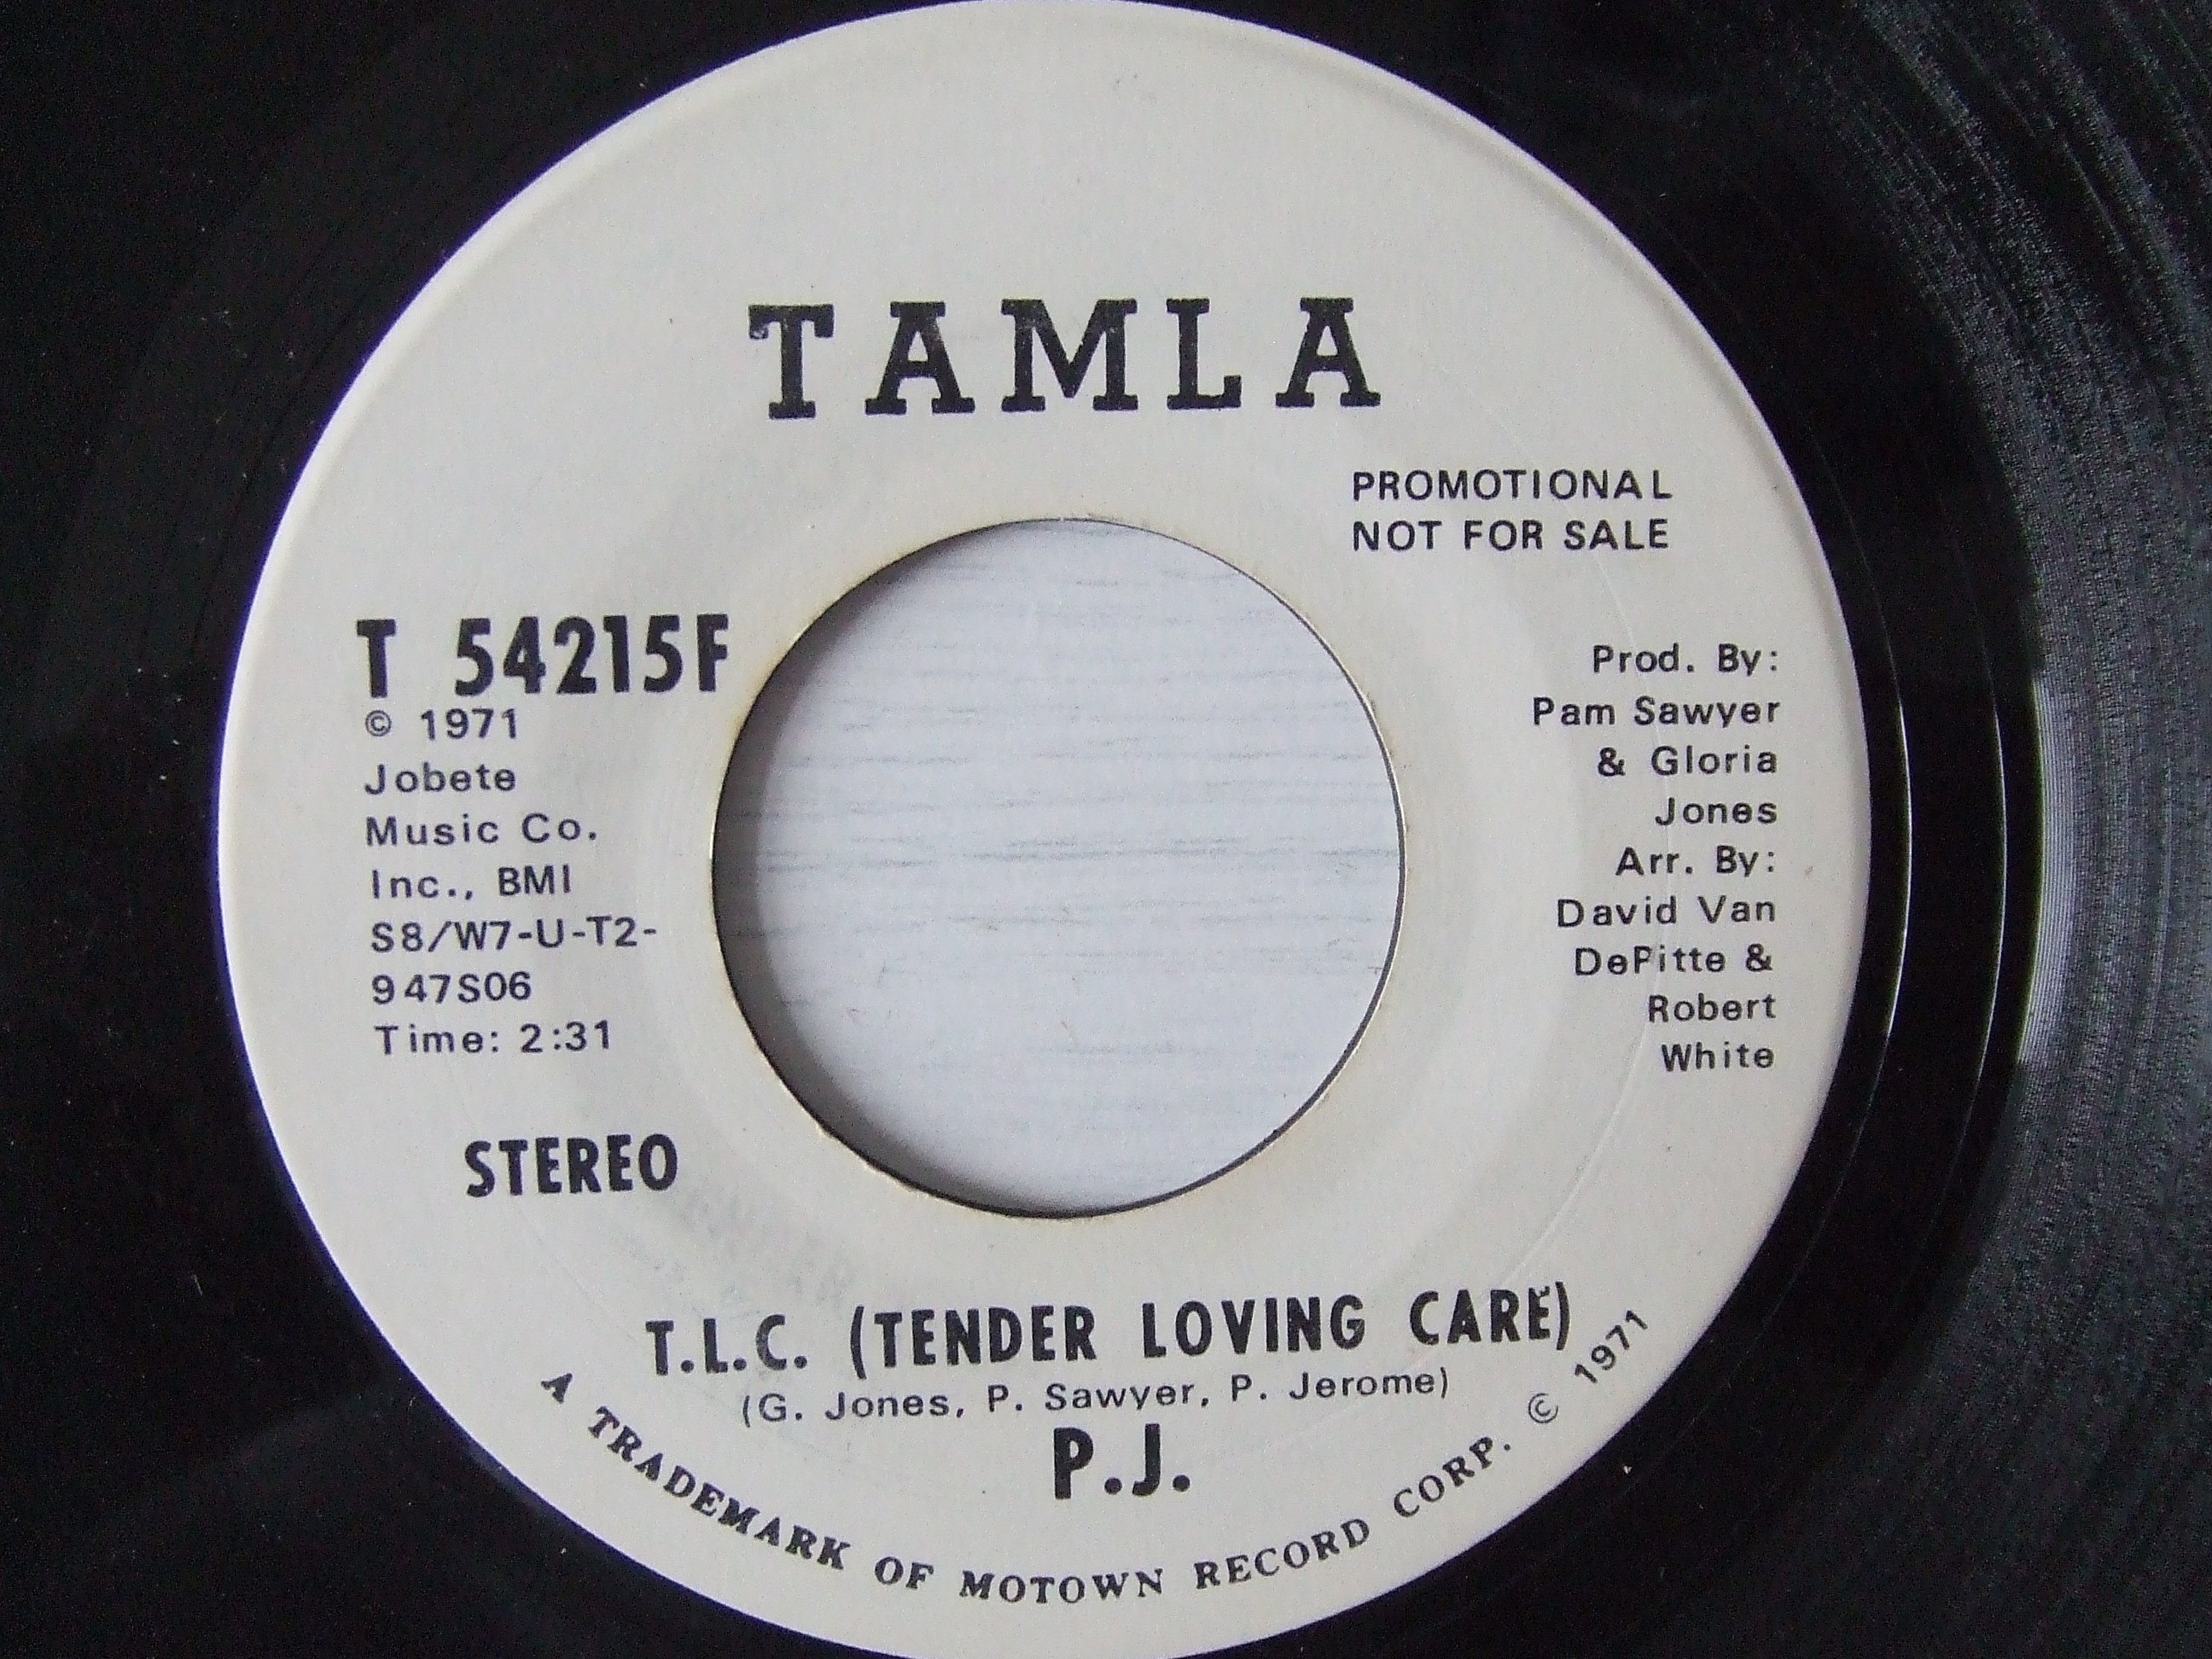 TAMLA
PROMOTIONAL
NOT FOR SALE
T 54215F
© 1971
Jobete
Music Co.
Inc., BMI
S8/W7-U-T2-
947S06
Time: 2:31
STEREO
Prod. By:
Pam Sawyer
& Gloria
Jones
Arr. By:
David Van
DePitte &
Robert
White
T.L.C. (TENDER LOVING CARE)
(G. Jones, P. Sawyer, P. Jerome)
P.J.
A TRADEMARK OF MOTOWN RECORD CORP. © 1971